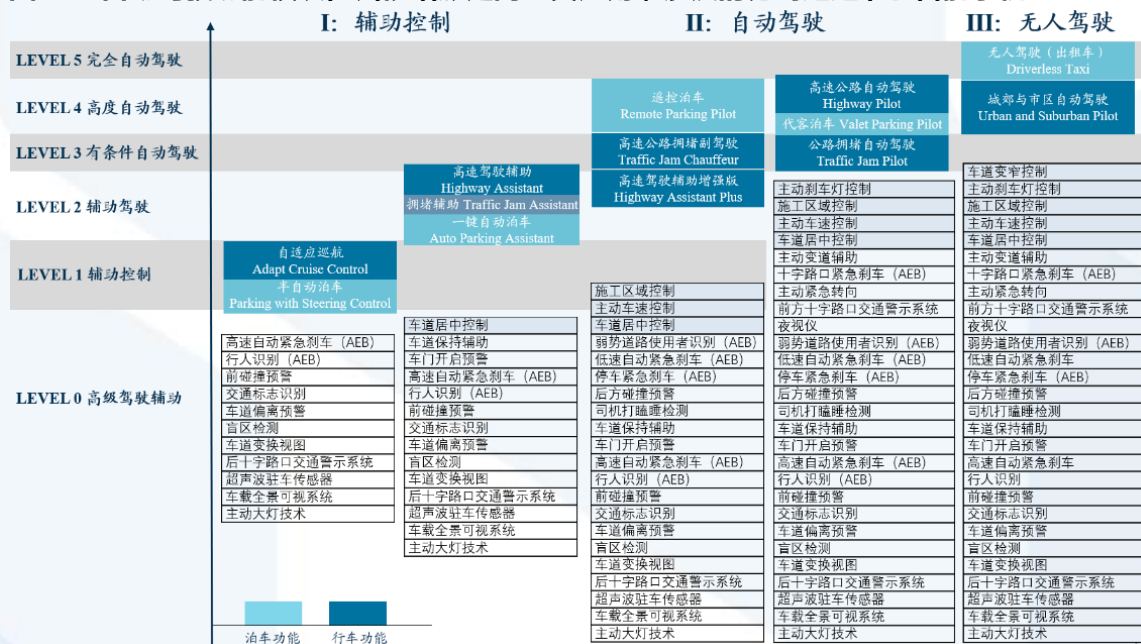 I：辅助控制
II：自动驾驶
III：无人驾驶
LEVEL 5 完全自动驾驶
无人驾驶（出租车）
Driverless Taxi
LEVEL 4 高度自动驾驶
遥控泊车
Remote Parking Pilot
高速公路自动驾驶
Highway Pilot
代客泊车 Valet Parking Pilot
城郊与市区自动驾驶
Urban and Suburban Pilot
LEVEL 3 有条件自动驾驶
高速公路拥堵副驾驶
Traffic Jam Chauffeur
公路拥堵自动驾驶
Traffic Jam Pilot
LEVEL 2 辅助驾驶
高速驾驶辅助
Highway Assistant
拥堵辅助 Traffic Jam Assistant
一键自动泊车
Auto Parking Assistant
高速驾驶辅助增强版
Highway Assistant Plus
LEVEL 1 辅助控制
自适应巡航
Adapt Cruise Control
半自动泊车
Parking with Steering Control
LEVEL 0 高级驾驶辅助
高速自动紧急刹车（AEB）
行人识别（AEB）
前碰撞预警
交通标志识别
车道偏离预警
盲区检测
车道变换视图
后十字路口交通警示系统
超声波驻车传感器
车载全景可视系统
主动大灯技术
车道居中控制
车道保持辅助
车门开启预警
高速自动紧急刹车（AEB）
行人识别（AEB）
前碰撞预警
交通标志识别
车道偏离预警
盲区检测
车道变换视图
后十字路口交通警示系统
超声波驻车传感器
车载全景可视系统
主动大灯技术
施工区域控制
主动车速控制
车道居中控制
弱势道路使用者识别（AEB）
低速自动紧急刹车（AEB）
停车紧急刹车（AEB）
后方碰撞预警
司机打瞌睡检测
车道保持辅助
车门开启预警
高速自动紧急刹车（AEB）
行人识别（AEB）
前碰撞预警
交通标志识别
车道偏离预警
盲区检测
车道变换视图
后十字路口交通警示系统
超声波驻车传感器
车载全景可视系统
主动大灯技术
主动刹车灯控制
施工区域控制
主动车速控制
车道居中控制
主动变道辅助
十字路口紧急刹车（AEB）
主动紧急转向
前方十字路口交通警示系统
夜视仪
弱势道路使用者识别（AEB）
低速自动紧急刹车（AEB）
停车紧急刹车（AEB）
后方碰撞预警
司机打瞌睡检测
车道保持辅助
车门开启预警
高速自动紧急刹车（AEB）
行人识别（AEB）
前碰撞预警
交通标志识别
车道偏离预警
盲区检测
车道变换视图
后十字路口交通警示系统
超声波驻车传感器
车载全景可视系统
主动大灯技术
车道变窄控制
主动刹车灯控制
施工区域控制
主动车速控制
车道居中控制
主动变道辅助
十字路口紧急刹车（AEB）
主动紧急转向
前方十字路口交通警示系统
夜视仪
弱势道路使用者识别（AEB）
低速自动紧急刹车
停车紧急刹车（AEB）
后方碰撞预警
司机打瞌睡检测
车道保持辅助
车门开启预警
高速自动紧急刹车
行人识别
前碰撞预警
交通标志识别
车道偏离预警
盲区检测
车道变换视图
后十字路口交通警示系统
超声波驻车传感器
车载全景可视系统
主动大灯技术
泊车功能
行车功能